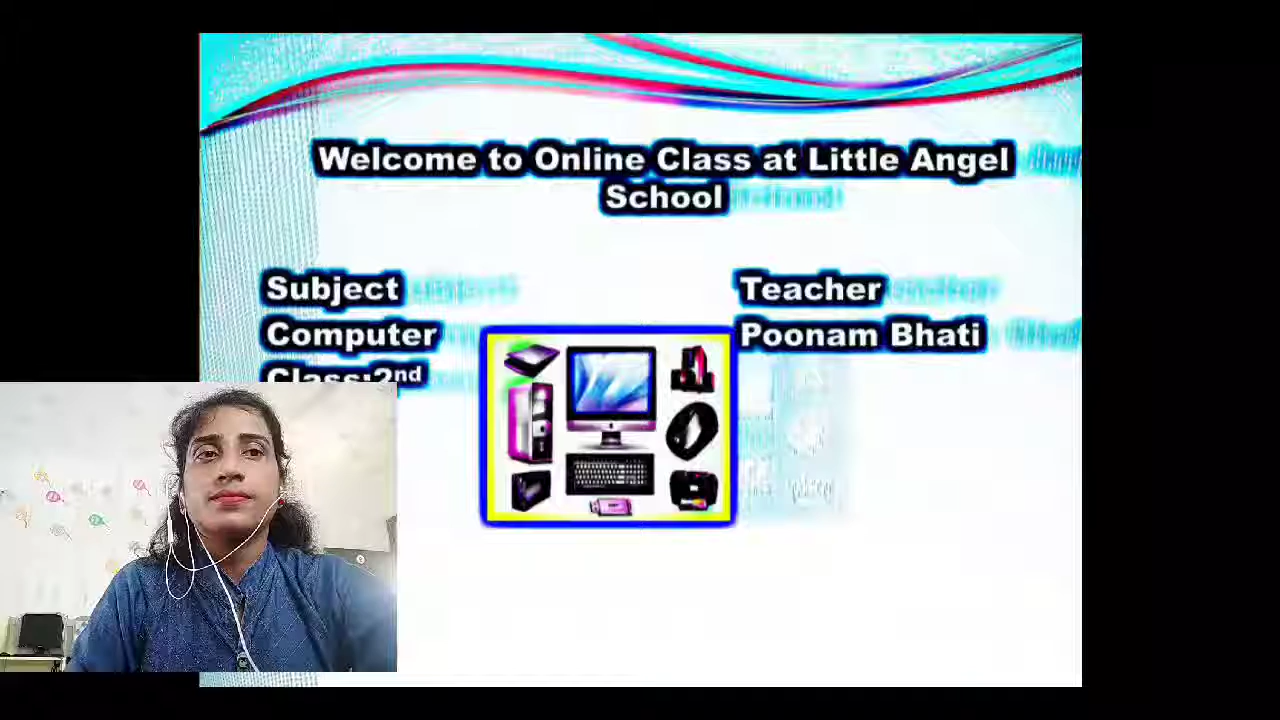 Welcome to Online Class at Little Angel
School
Subject
Teacher
Computer
Poonam Bhati
Class:2nd